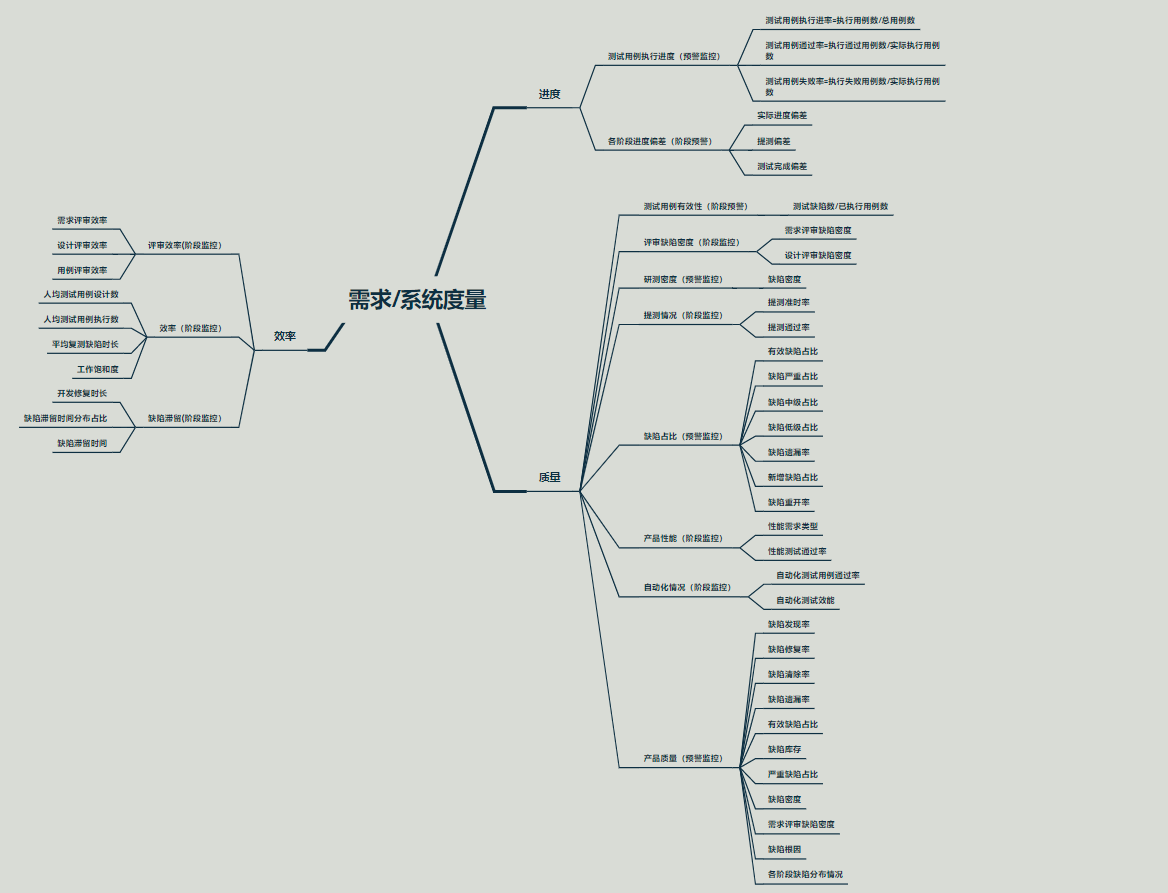 需求/系统度量
进度
测试用例执行进度（预警监控）
测试用例执行进率=执行用例数/总用例数
测试用例通过率=执行通过用例数/实际执行用例
数
测试用例失败率=执行失败用例数/实际执行用例
数
各阶段进度偏差（阶段预警）
实际进度偏差
提测偏差
测试完成偏差
质量
测试用例有效性（阶段预警）
测试缺陷数/已执行用例数
评审缺陷密度（阶段监控）
需求评审缺陷密度
设计评审缺陷密度
研测密度（预警监控）
缺陷密度
提测情况（阶段监控）
提测准时率
提测通过率
缺陷占比（预警监控）
有效缺陷占比
缺陷严重占比
缺陷中级占比
缺陷低级占比
缺陷遗漏率
新增缺陷占比
缺陷重开率
产品性能（阶段监控）
性能需求类型
性能测试通过率
自动化情况（阶段监控）
自动化测试用例通过率
自动化测试效能
产品质量（预警监控）
缺陷发现率
缺陷修复率
缺陷清除率
缺陷遗漏率
有效缺陷占比
缺陷库存
严重缺陷占比
缺陷密度
需求评审缺陷密度
缺陷根因
各阶段缺陷分布情况
效率
评审效率(阶段监控）
需求评审效率
设计评审效率
用例评审效率
效率（阶段监控）
人均测试用例设计数
人均测试用例执行数
平均复测缺陷时长
工作饱和度
缺陷滞留(阶段监控）
开发修复时长
缺陷滞留时间分布占比
缺陷滞留时间